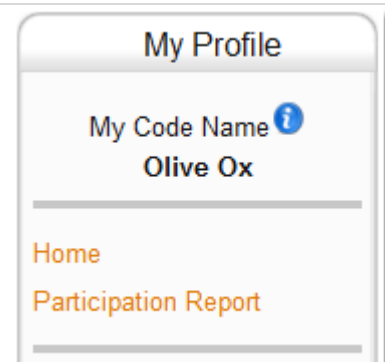 My Profile
My Code Name
Olive Ox
Home
Participation Report